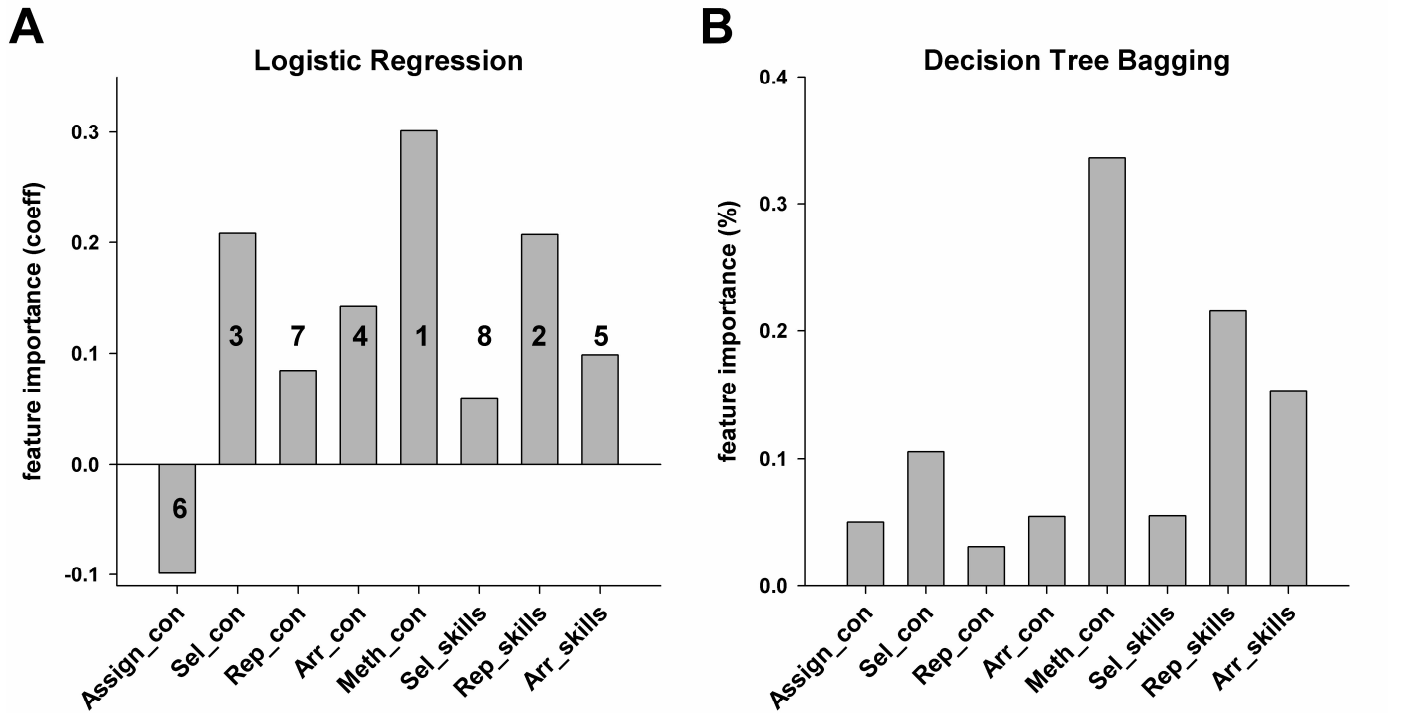 A
Logistic Regression
feature importance (coeff)
0.3
0.2
0.1
0.0
-0.1
3
7
4
1
8
2
5
6
Assign_con
Sel_con
Rep_con
Arr_con
Meth_con
Sel_skills
Rep_skills
Arr_skills
B
Decision Tree Bagging
feature importance (%)
0.4
0.3
0.2
0.1
0.0
Assign_con
Sel_con
Rep_con
Arr_con
Meth_con
Sel_skills
Rep_skills
Arr_skills